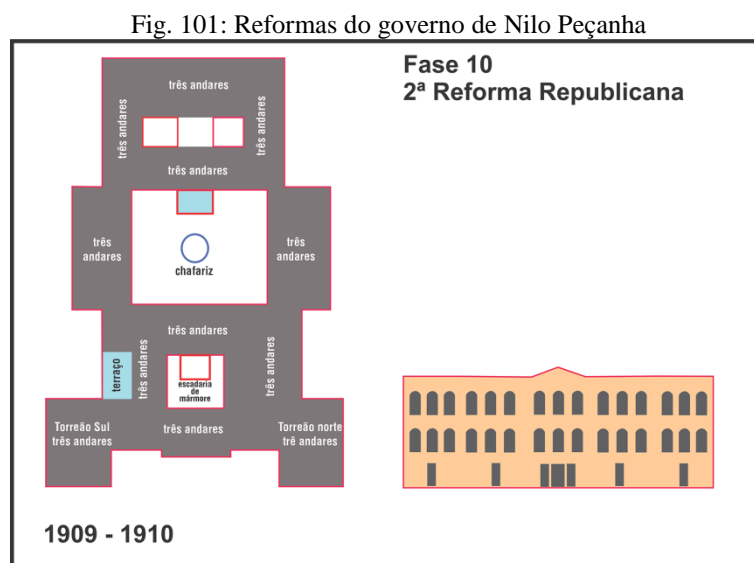 Fig. 101: Reformas do governo de Nilo Peçanha
Fase 10
2ª Reforma Republicana
três andares
três andares
três andares
três andares
três
andares
três
andares
chafariz
três andares
terraço
três andares
três andares
escadaria
de
mármore
Torreão Sul
três andares
três andares
Torreão norte
trê andares
1909 - 1910